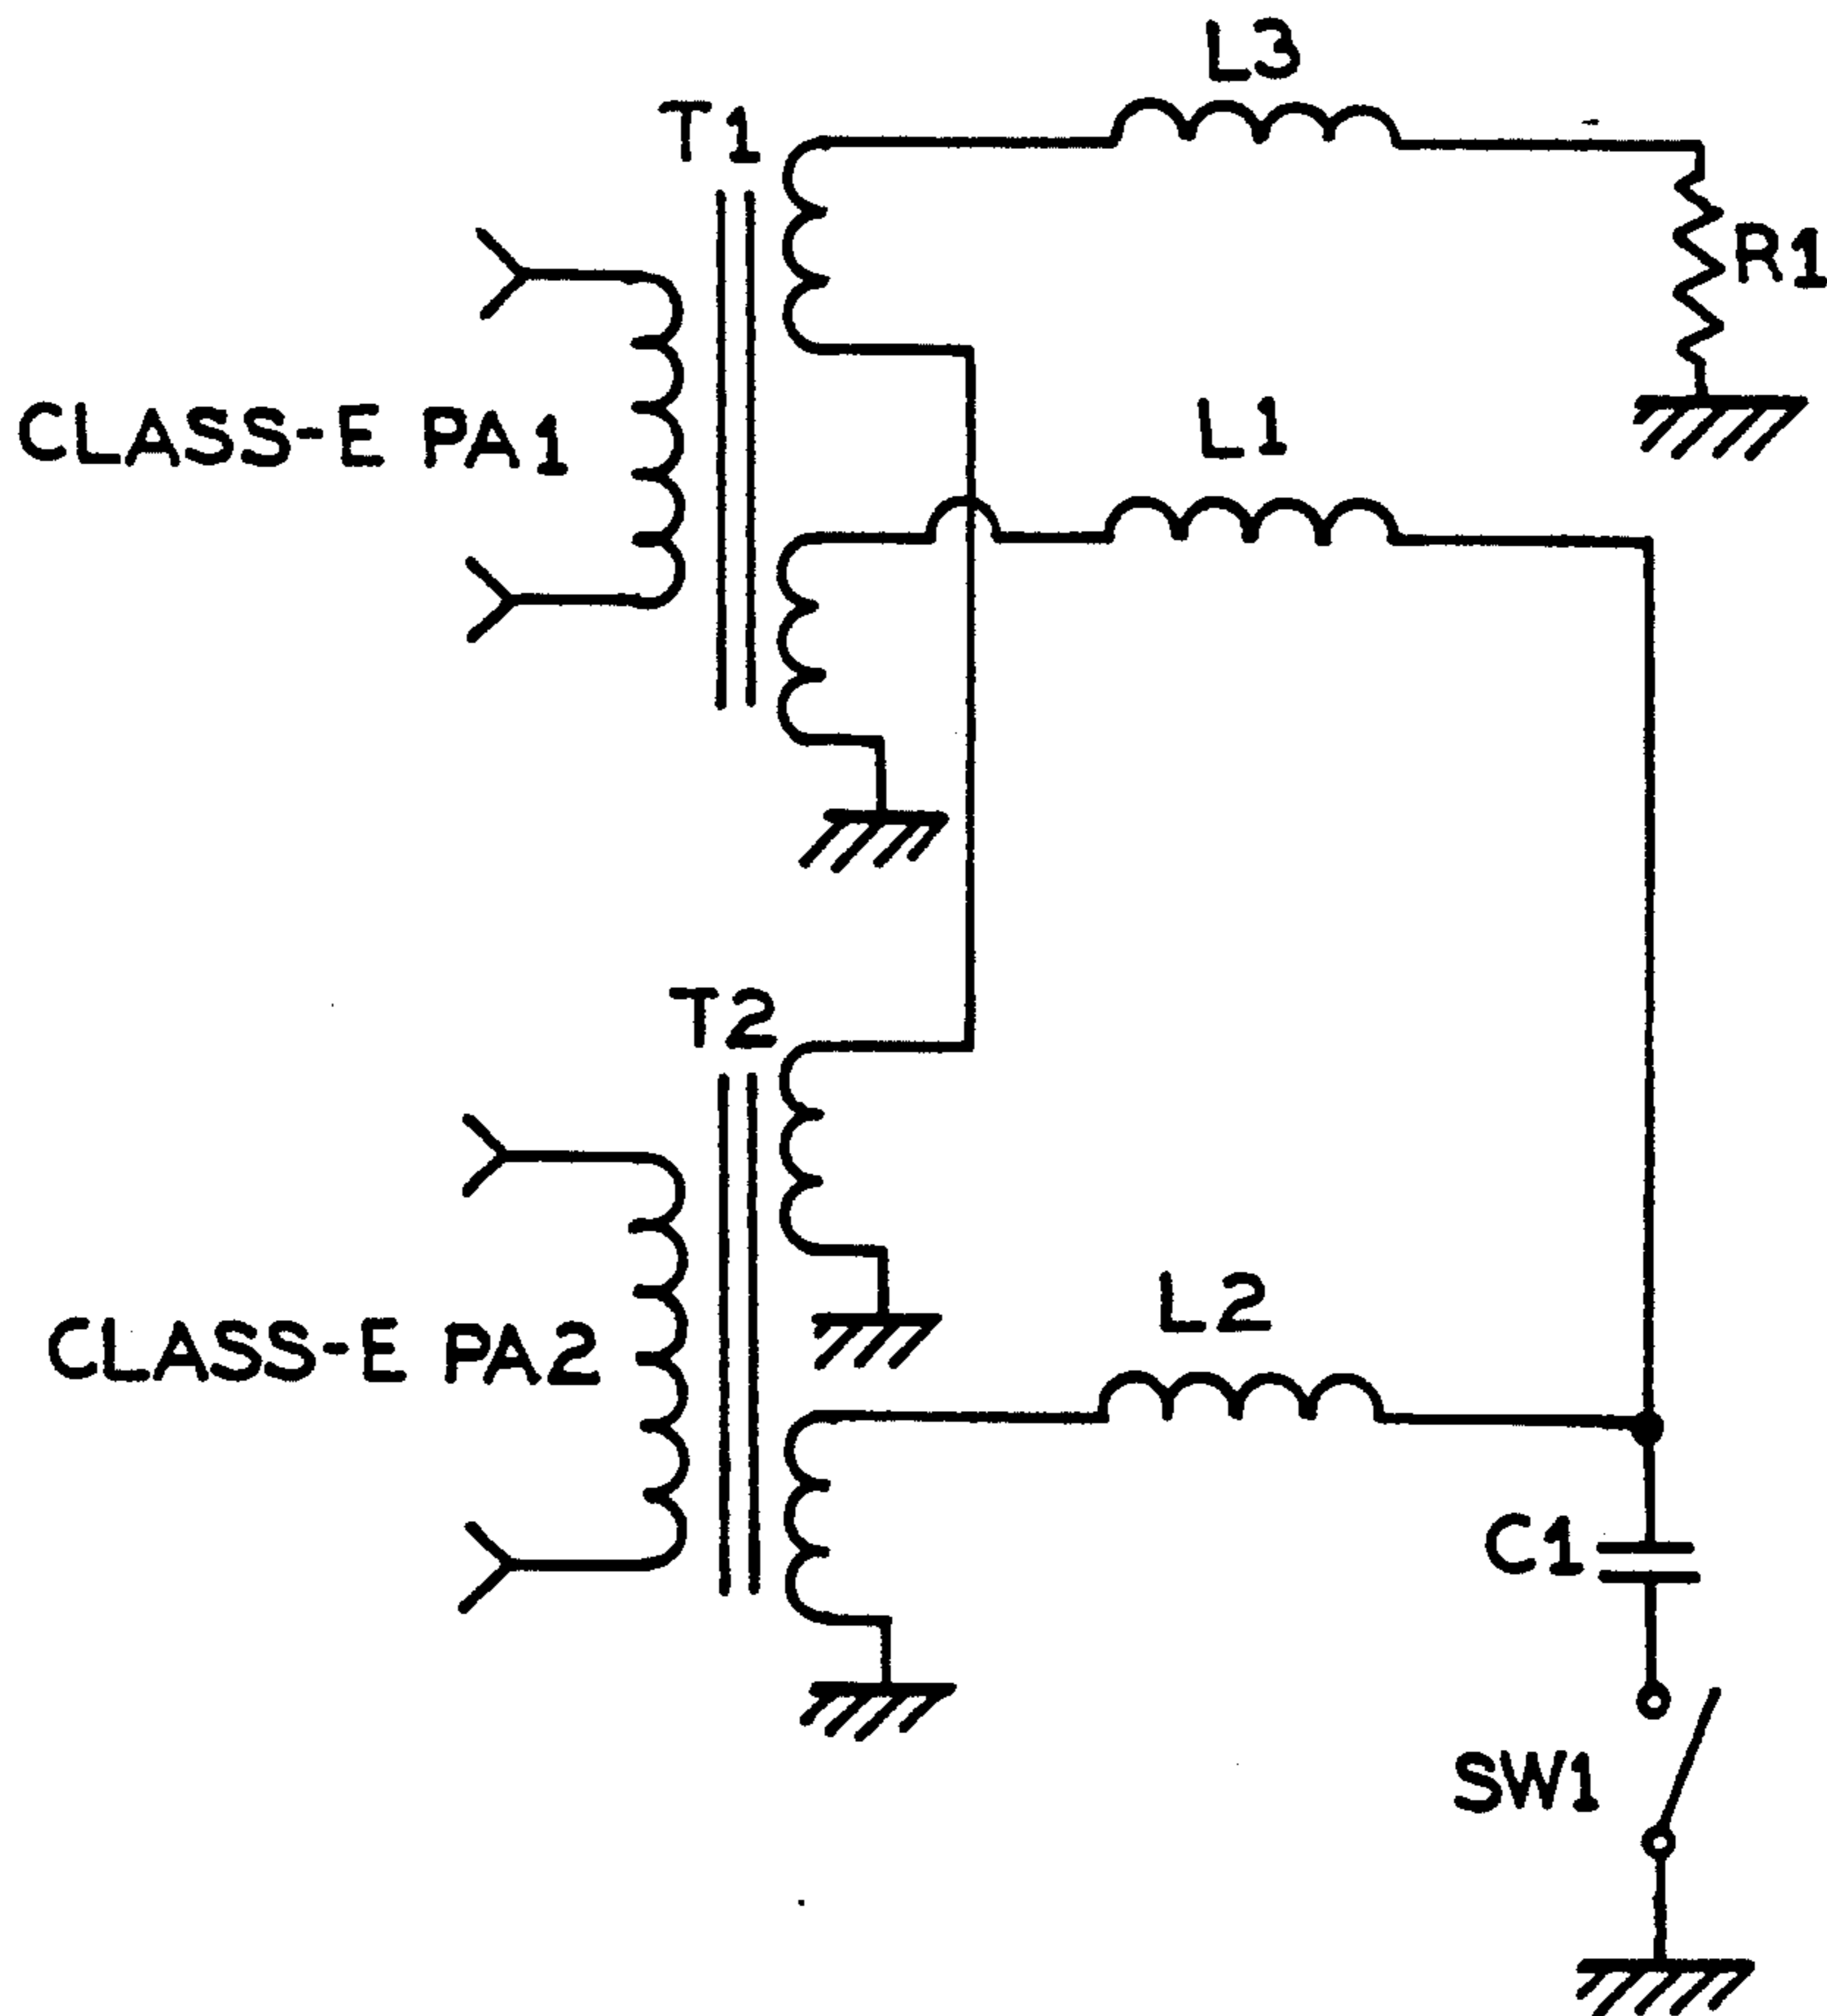 L3
T1
R1
CLASS-E PA1
L1
T2
L2
CLASS-E PA2
C1
SW1